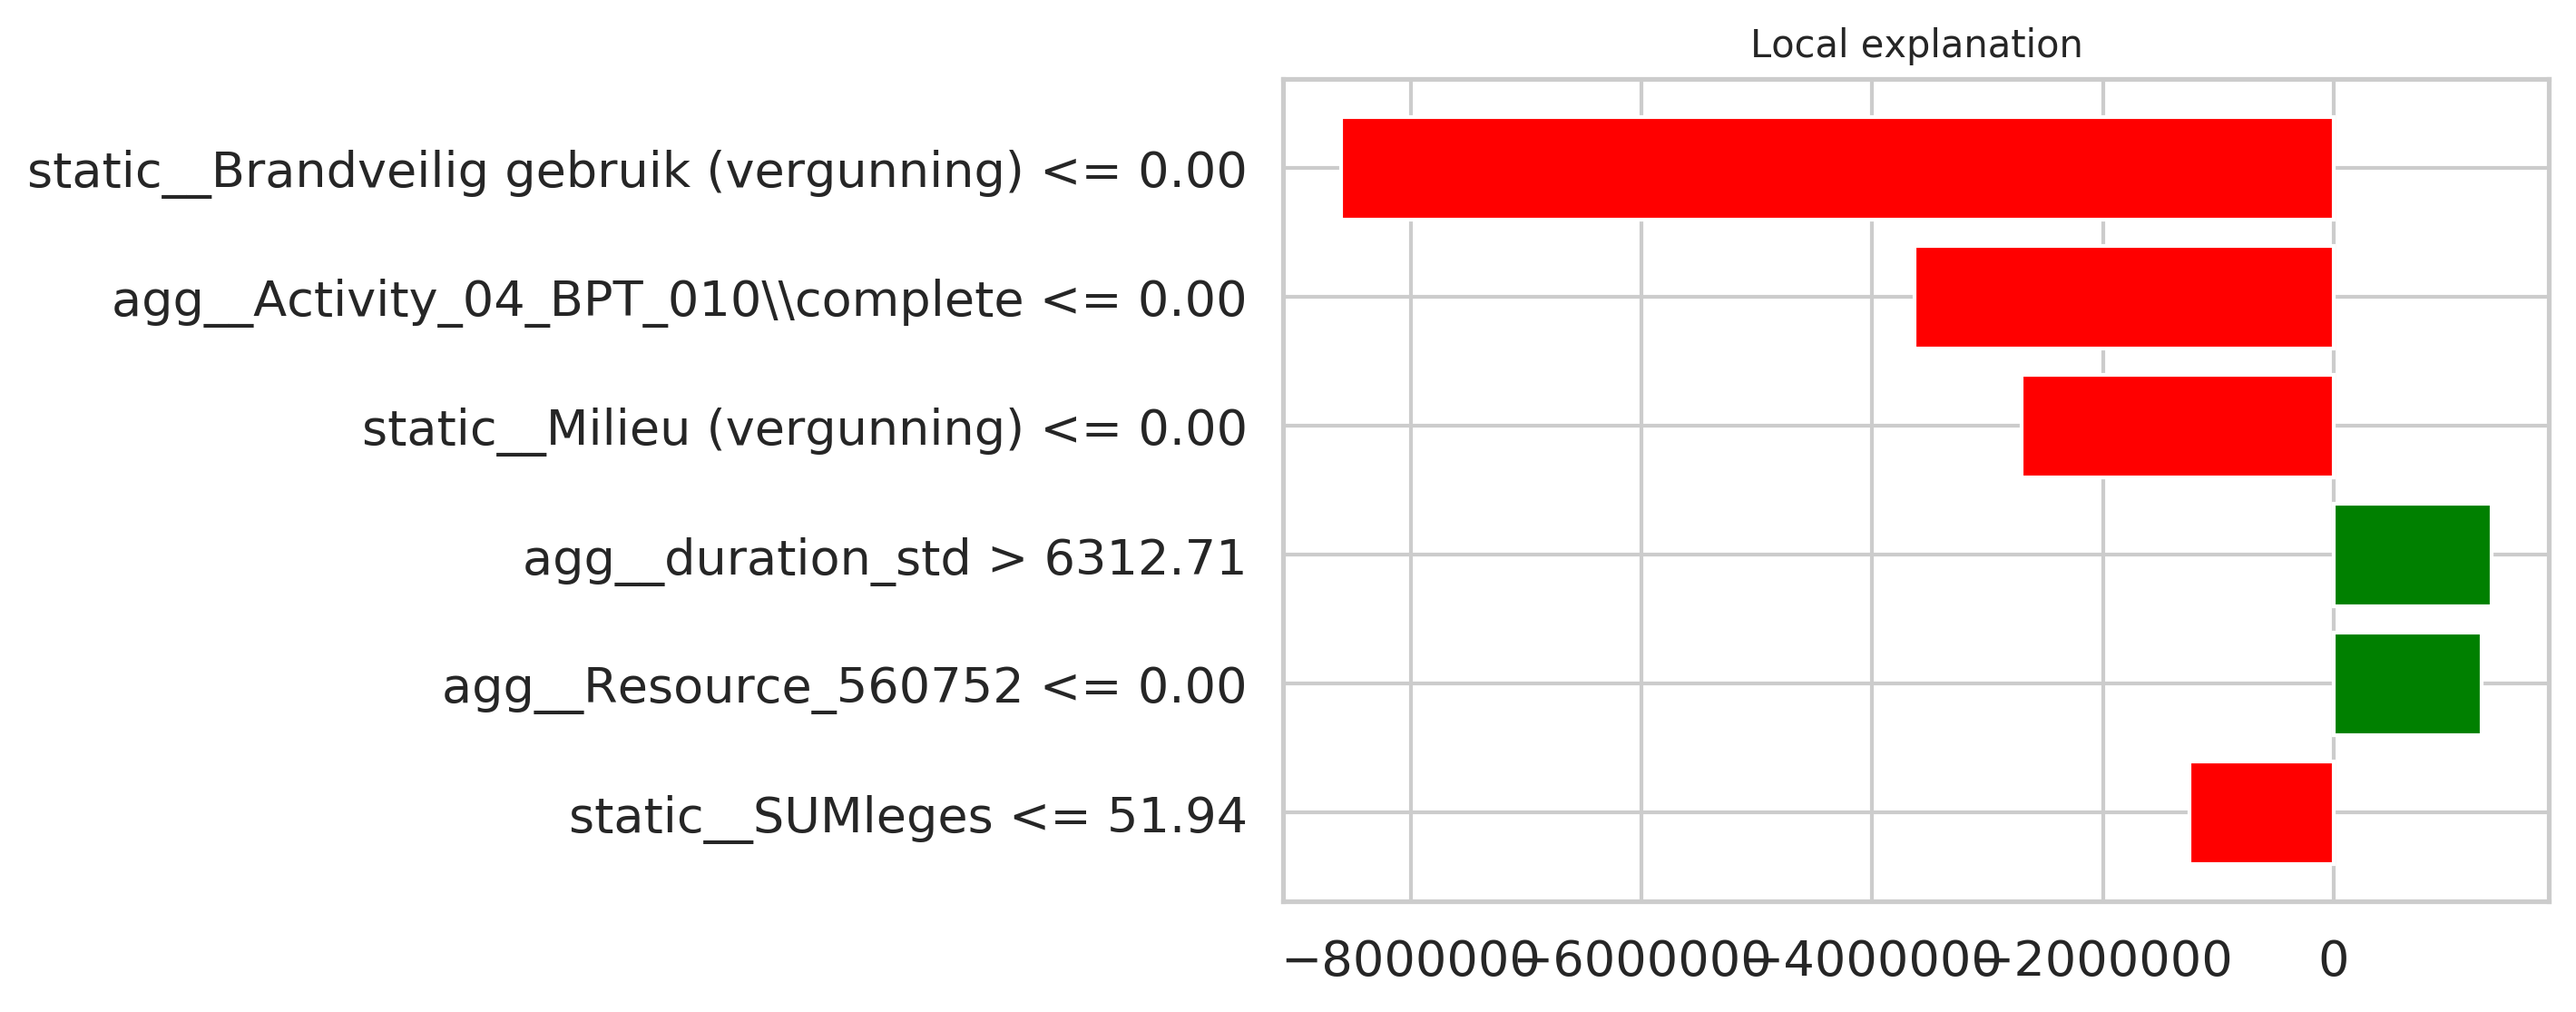 Local explanation
static__Brandveilig gebruik (vergunning) <= 0.00
agg__Activity_04_BPT_010\\complete <= 0.00
static__Milieu (vergunning) <= 0.00
agg__duration_std > 6312.71
agg__Resource_560752 <= 0.00
static__SUMleges <= 51.94
−8000000 −6000000 −4000000 −2000000 0